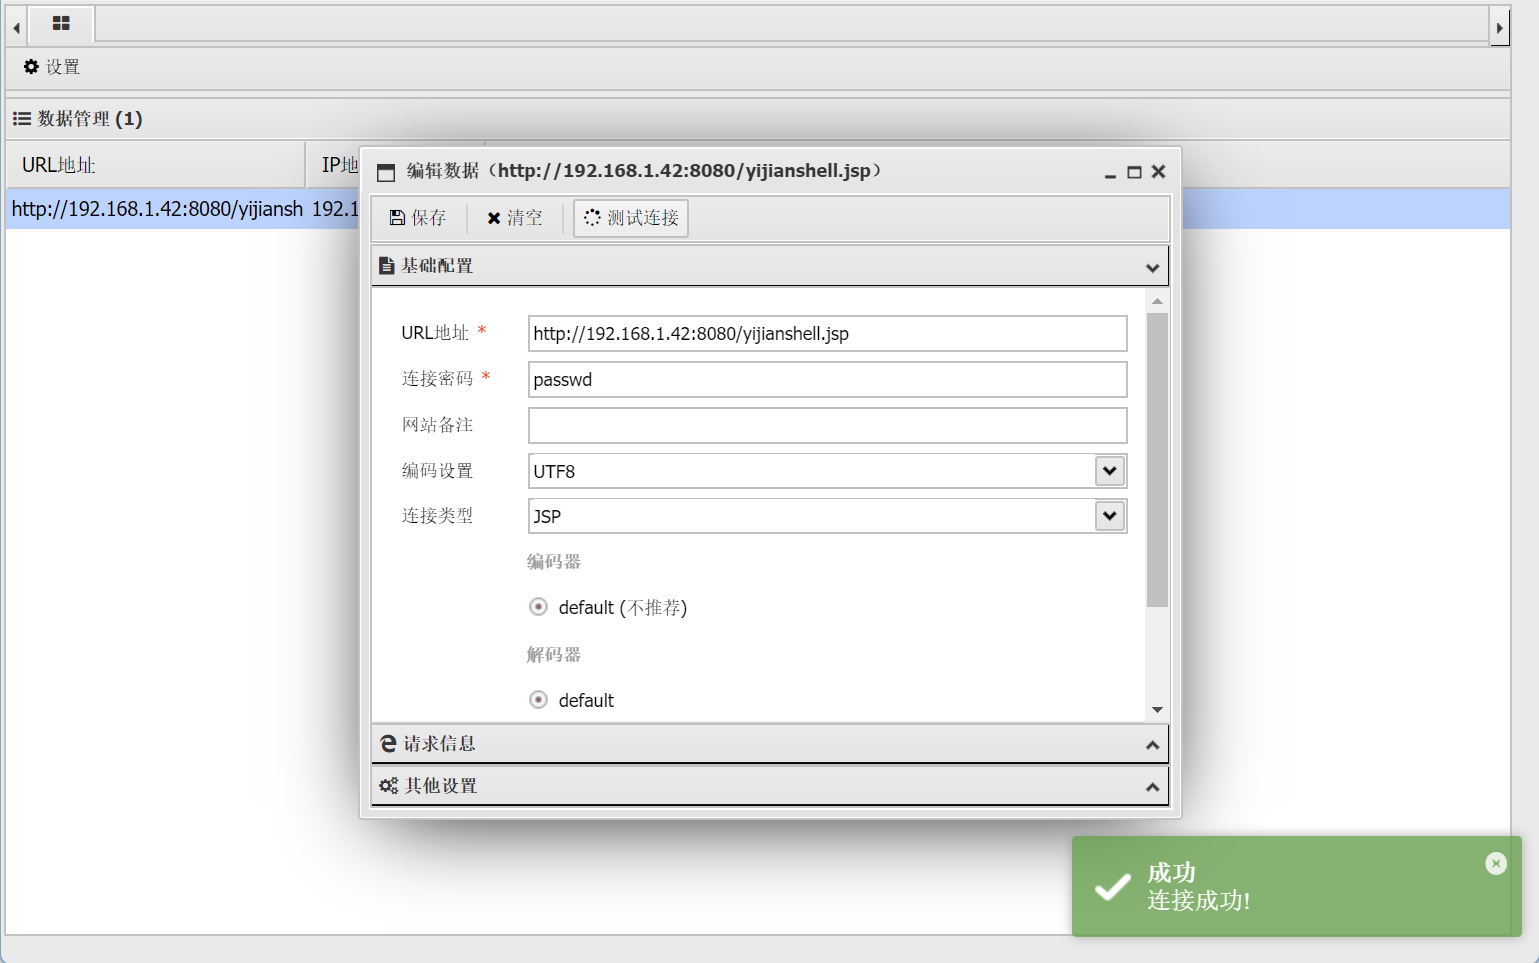 设置
数据管理 (1)
URL地址 IP地
http://192.168.1.42:8080/yijiansh 192.1
编辑数据（http://192.168.1.42:8080/yijianshell.jsp）
保存 清空 测试连接
基础配置
URL地址 * http://192.168.1.42:8080/yijianshell.jsp
连接密码 * passwd
网站备注
编码设置 UTF8
连接类型 JSP
编码器
default (不推荐)
解码器
default
请求信息
其他设置
成功
连接成功!